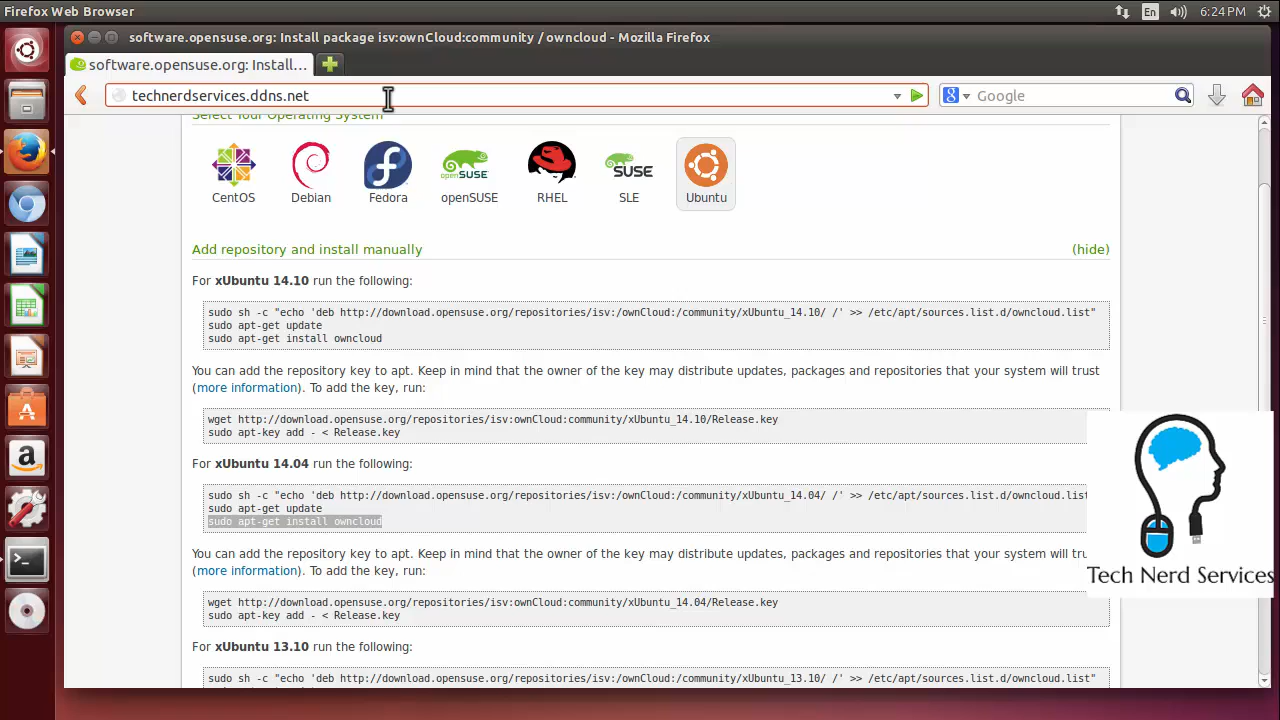 Firefox Web Browser
En
6:24 PM
software.opensuse.org: Install package isv:ownCloud:community / owncloud - Mozilla Firefox
software.opensuse.org: Install...
technerdservices.ddns.net
Google
Select Your Operating System
CentOS
Debian
Fedora
openSUSE
RHEL
SLE
Ubuntu
Add repository and install manually
(hide)
For xUbuntu 14.10 run the following:
sudo sh -c "echo 'deb http://download.opensuse.org/repositories/isv:/ownCloud:/community/xUbuntu_14.10/ /' >> /etc/apt/sources.list.d/owncloud.list"
sudo apt-get update
sudo apt-get install owncloud
You can add the repository key to apt. Keep in mind that the owner of the key may distribute updates, packages and repositories that your system will trust
(more information). To add the key, run:
wget http://download.opensuse.org/repositories/isv:ownCloud:community/xUbuntu_14.10/Release.key
sudo apt-key add - < Release.key
For xUbuntu 14.04 run the following:
sudo sh -c "echo 'deb http://download.opensuse.org/repositories/isv:/ownCloud:/community/xUbuntu_14.04/ /' >> /etc/apt/sources.list.d/owncloud.list
sudo apt-get update
sudo apt-get install owncloud
You can add the repository key to apt. Keep in mind that the owner of the key may distribute updates, packages and repositories that your system will
(more information). To add the key, run:
wget http://download.opensuse.org/repositories/isv:ownCloud:community/xUbuntu_14.04/Release.key
sudo apt-key add - < Release.key
Tech Nerd Services
For xUbuntu 13.10 run the following:
sudo sh -c "echo 'deb http://download.opensuse.org/repositories/isv:/ownCloud:/community/xUbuntu_13.10/ /' >> /etc/apt/sources.list.d/owncloud.list"